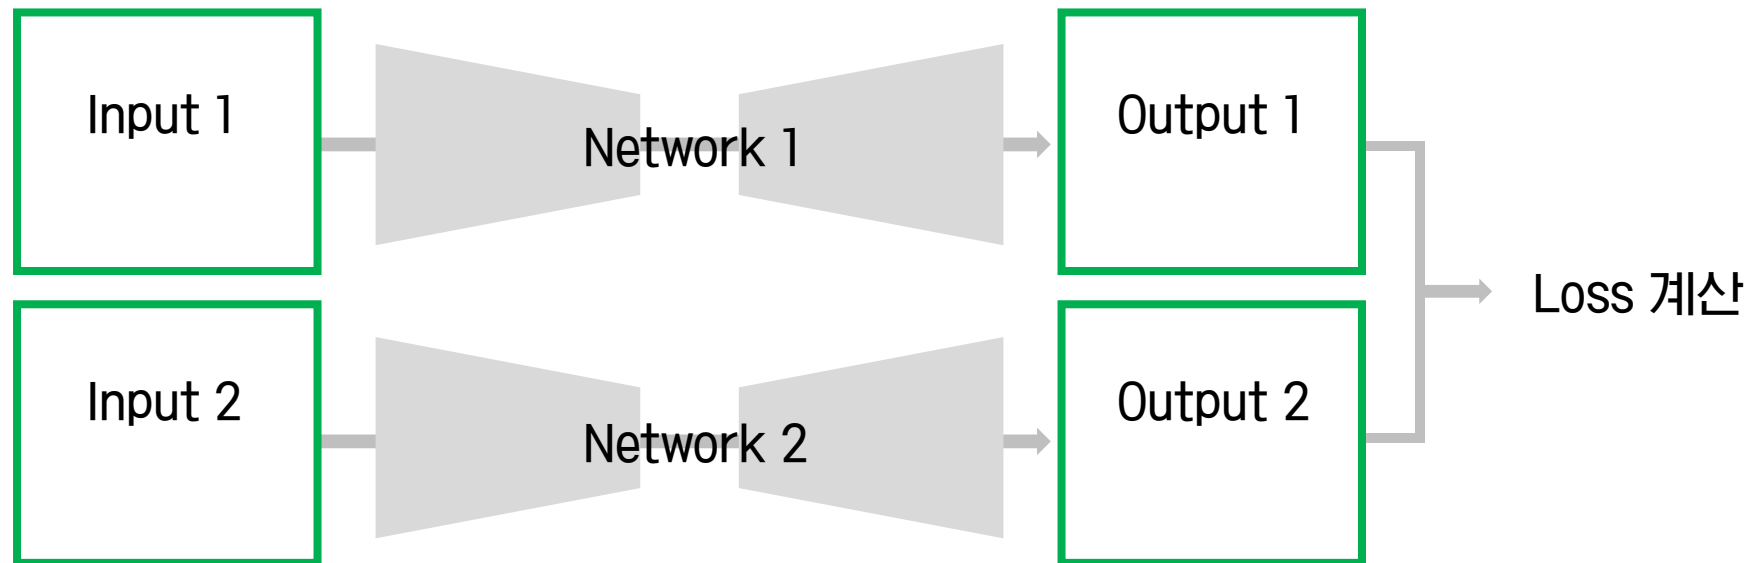 Input 1
Network 1
Output 1
Loss 계산
Input 2
Network 2
Output 2